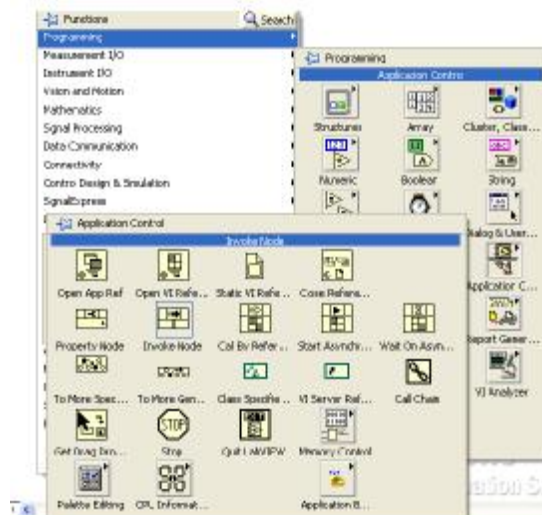 Functions
Search
Programming
Measurement I/O
Instrument I/O
Vision and Motion
Mathematics
Signal Processing
Data Communication
Connectivity
Control Design & Simulation
SignalExpress
Programming
Application Control
Structures Array Cluster, Class...
Numeric Boolean String
Dialog & User...
Application C...
Report Gener...
VI Analyzer
Application Control
Invoke Node
Open App Ref Open VI Refe... Static VI Refe... Close Refere...
Property Node Invoke Node Call By Refer... Start Asynchr... Wait On Asyn...
To More Spec... To More Gen... Class Specifie... VI Server Ref... Call Chain
Get Drag Dro... Stop Quit LabVIEW Memory Control
STOP
Palette Editing CPU Informat... Application B...